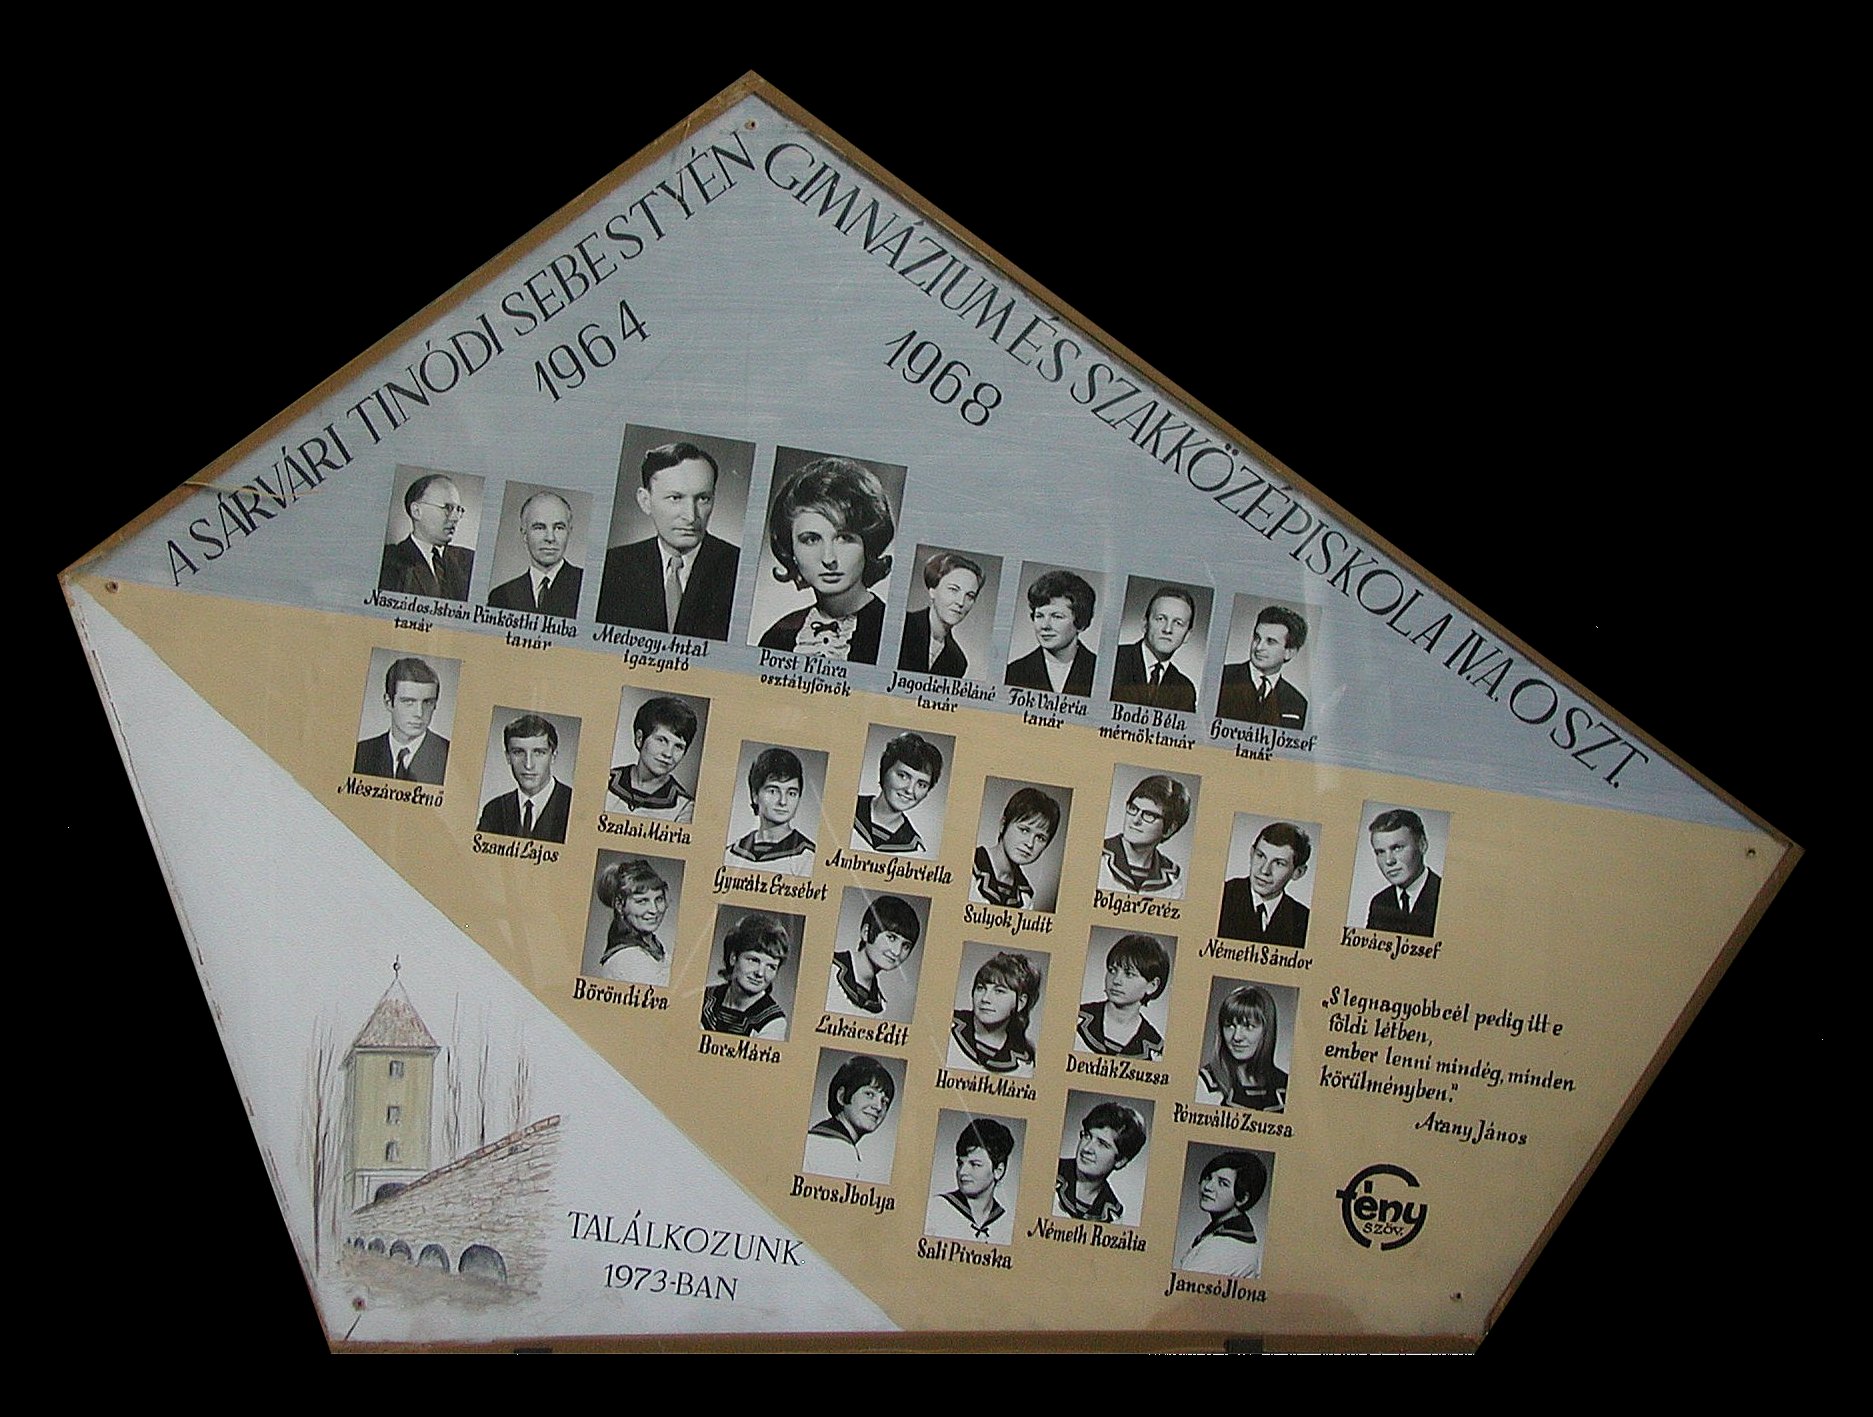 A SÁRVÁRI TINÓDI SEBESTYÉN GIMNÁZIUM ÉS SZAKKÖZÉPISKOLA IV.A. OSZT.
1964 1968
Naszádos István
tanár
Pünkösthi Huba
tanár
Medvegy Antal
igazgató
Porst Klára
osztályfőnök
Jagodich Béláné
tanár
Fok Valéria
tanár
Bodó Béla
mérnök tanár
Horváth József
tanár
Mészáros Ernő
Szandi Lajos
Szalai Mária
Gyurátz Erzsébet
Ambrus Gabriella
Sulyok Judit
Polgár Teréz
Németh Sándor
Kovács József
Böröndi Éva
Bors Mária
Lukács Edit
Horváth Mária
Devdák Zsuzsa
Pénzváltó Zsuzsa
Boros Ibolya
Sali Piroska
Németh Rozália
Jancsó Ilona
„S legnagyobb cél pedig itt e
földi létben,
ember lenni mindég, minden
körülményben."
Arany János
fény
SZÖV.
TALÁLKOZUNK
1973-BAN